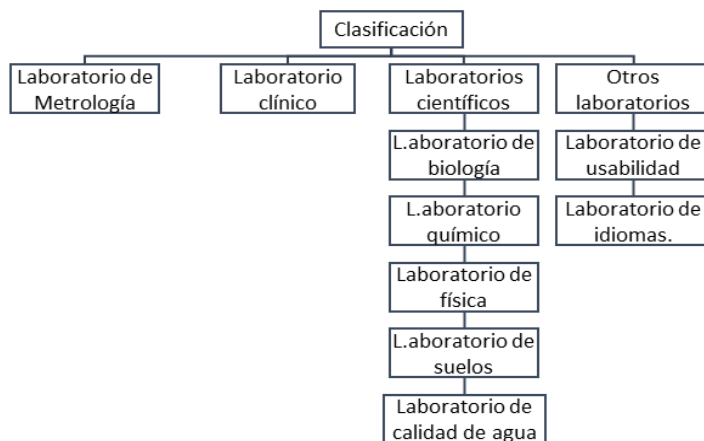 Clasificación
Laboratorio de
Metrología
Laboratorio
clínico
Laboratorios
científicos
L.aboratorio de
biología
L.aboratorio
químico
Laboratorio de
física
L.aboratorio de
suelos
Laboratorio de
calidad de agua
Otros
laboratorios
Laboratorio de
usabilidad
Laboratorio de
idiomas.